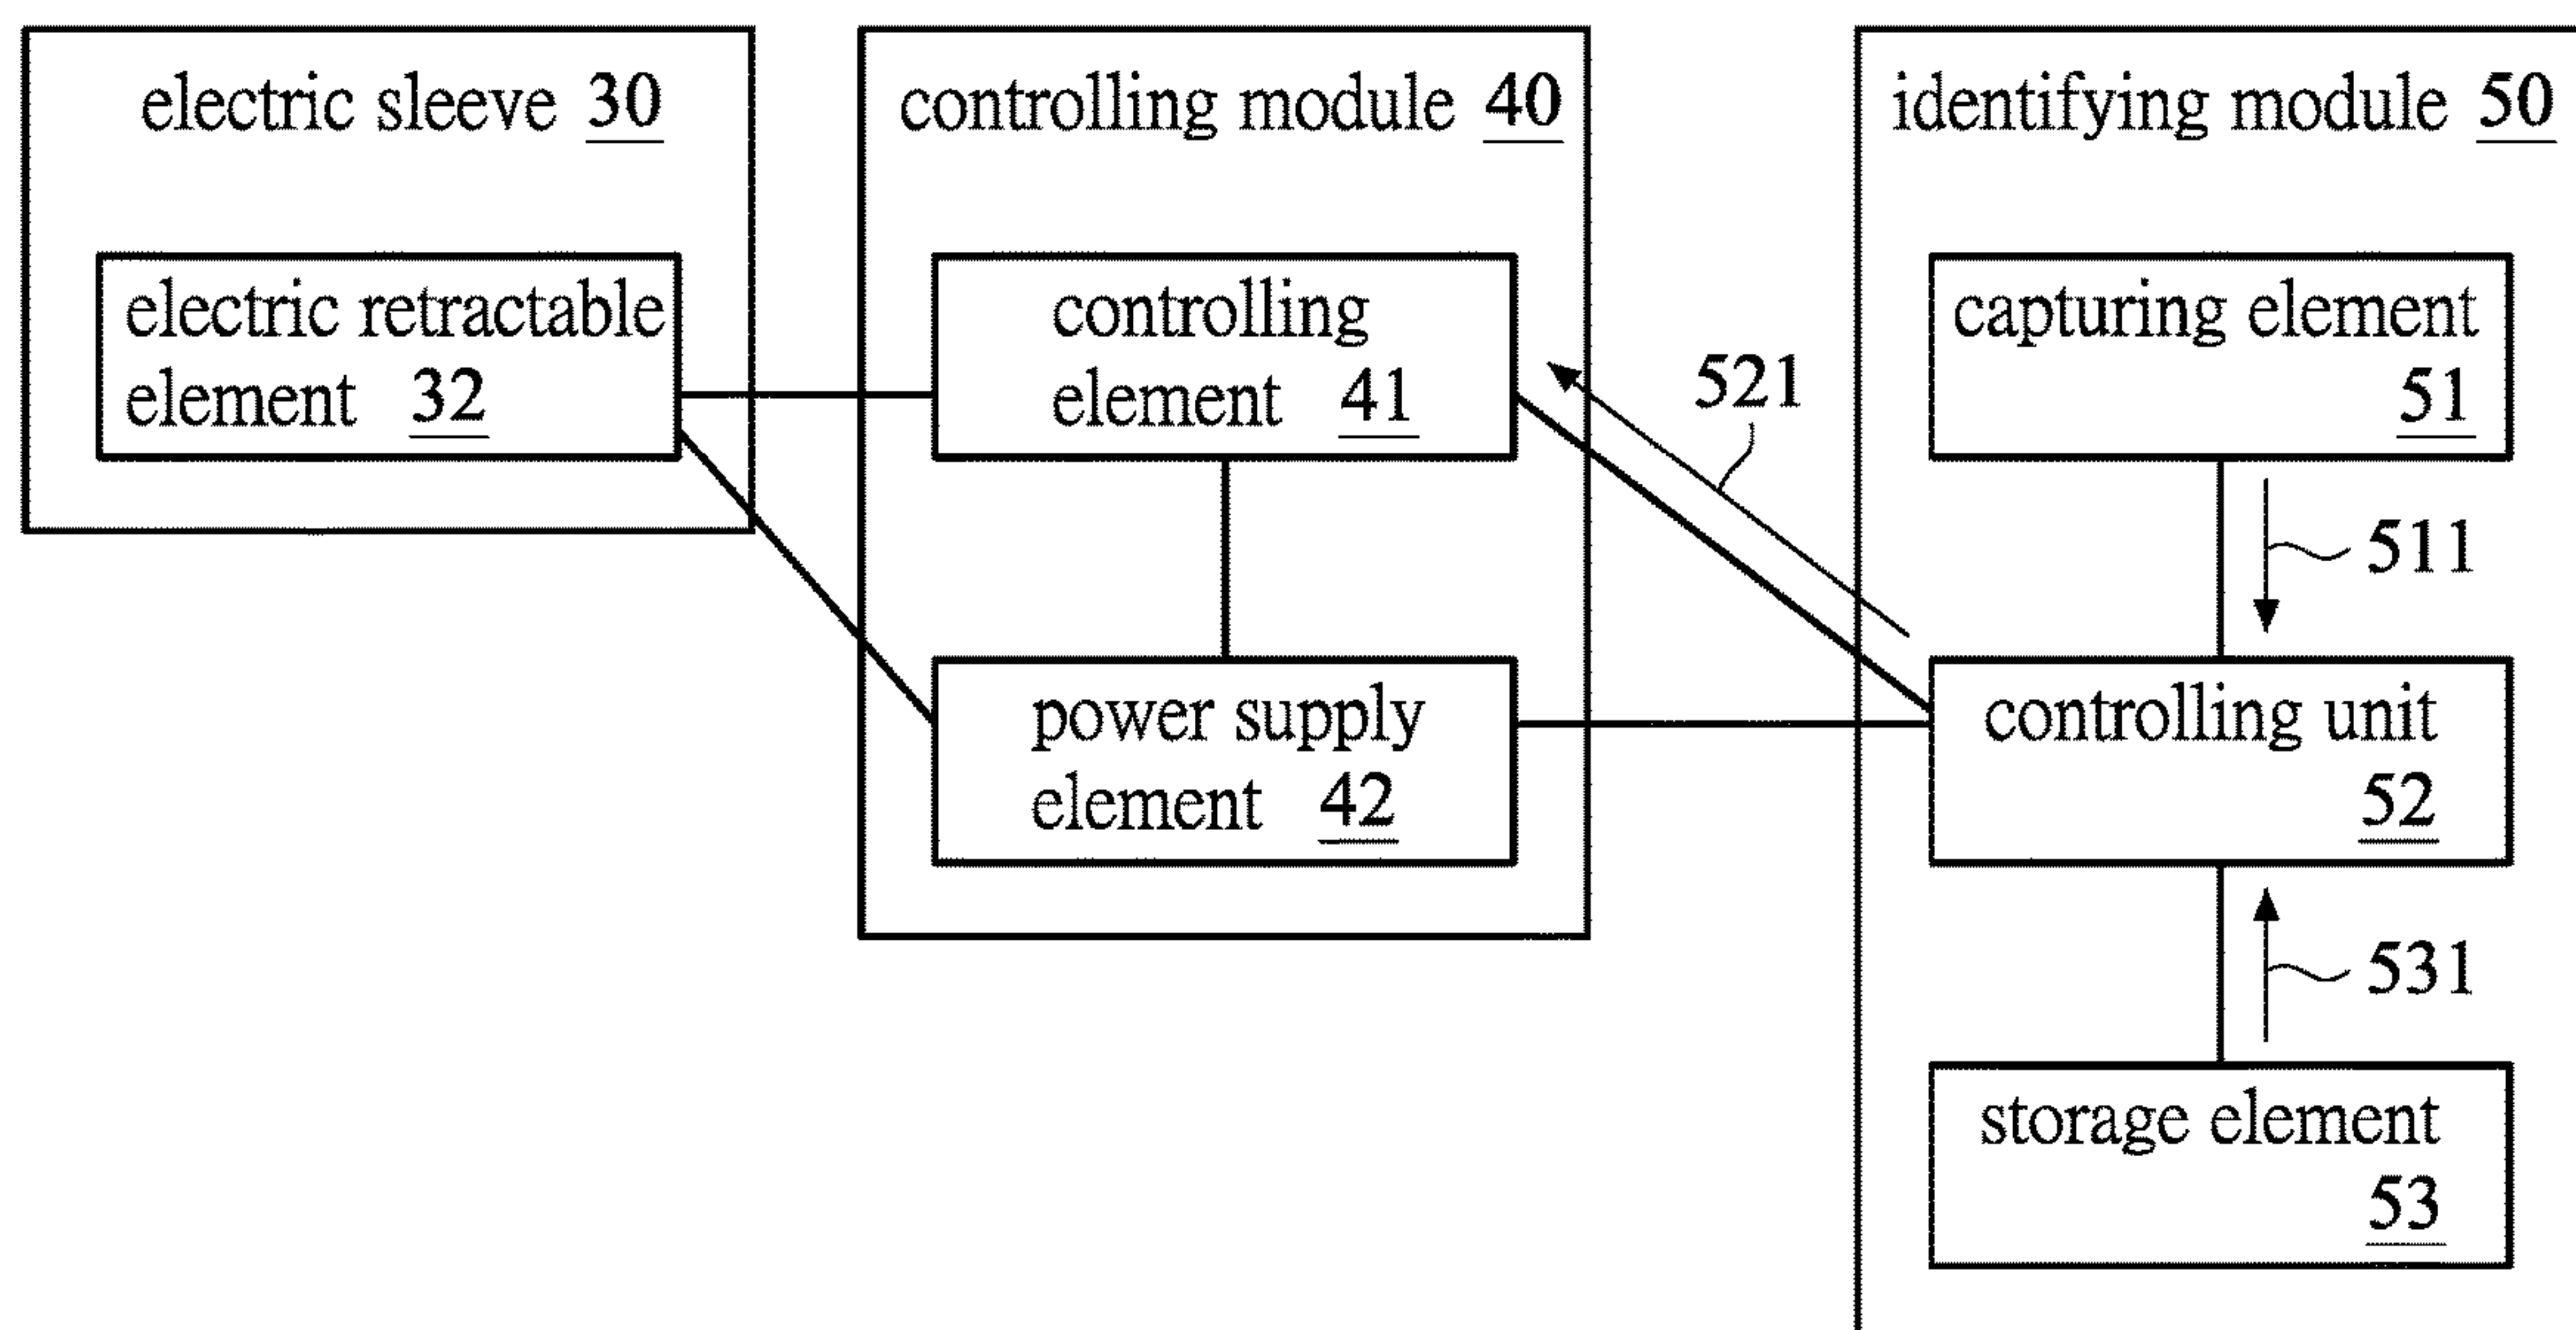 electric sleeve 30
electric retractable
element 32
controlling module 40
controlling
element 41
power supply
element 42
521
identifying module 50
capturing element
51
511
controlling unit
52
531
storage element
53